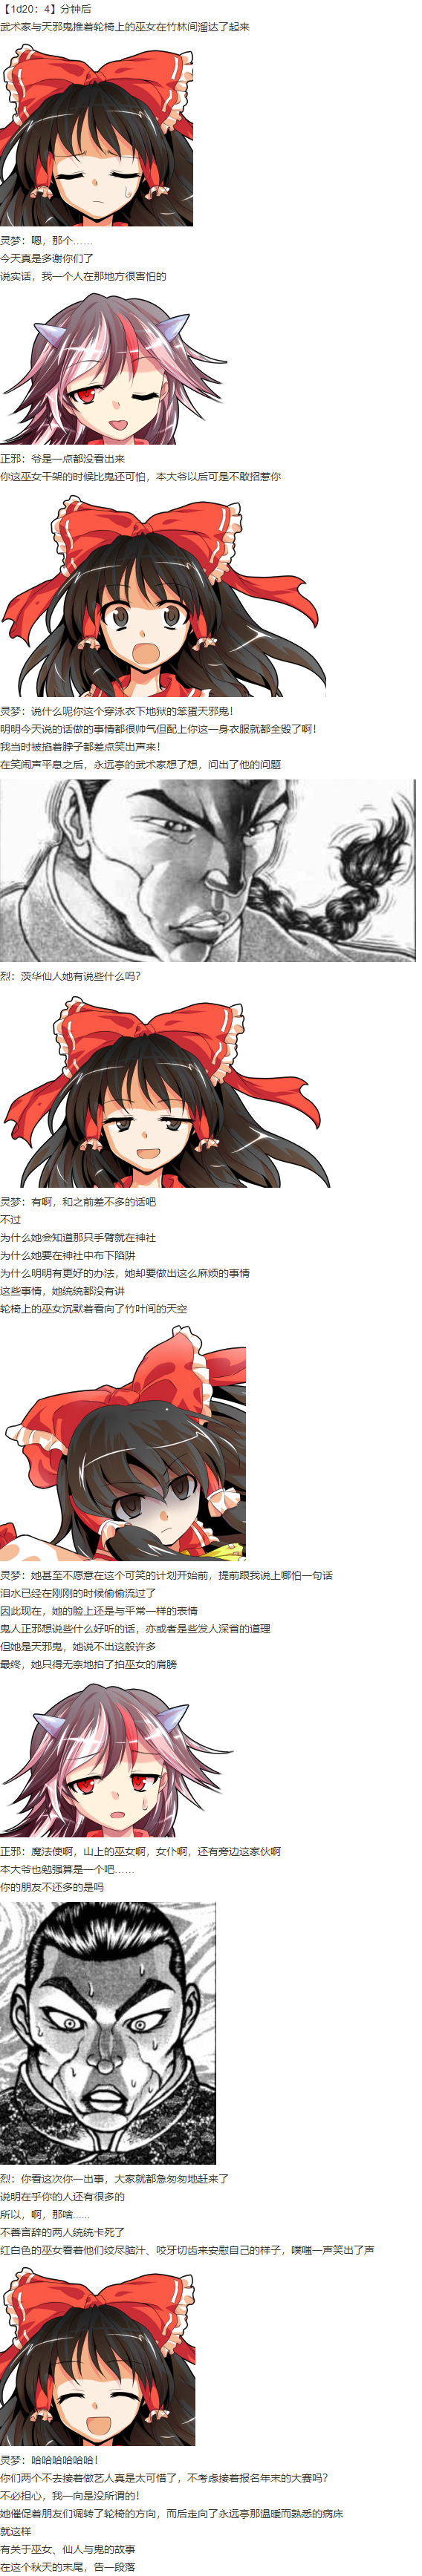 【1d20：4】分钟后
武术家与天邪鬼推着轮椅上的巫女在竹林间溜达了起来
灵梦：嗯，那个……
今天真是多谢你们了
说实话，我一个人在那地方很害怕的
正邪：爷是一点都没看出来
你这巫女干架的时候比鬼还可怕，本大爷以后可是不敢招惹你
灵梦：说什么呢你这个穿泳衣下地狱的笨蛋天邪鬼！
明明今天说的话做的事情都很帅气但配上你这一身衣服就都全毁了啊！
我当时被掐着脖子都差点笑出声来！
在笑闹声平息之后，永远亭的武术家想了想，问出了他的问题
烈：茨华仙人她有说些什么吗？
灵梦：有啊，和之前差不多的话吧
不过
为什么她会知道那只手臂就在神社
为什么她要在神社中布下陷阱
为什么明明有更好的办法，她却要做出这么麻烦的事情
这些事情，她统统都没有讲
轮椅上的巫女沉默着看向了竹叶间的天空
灵梦：她甚至不愿意在这个可笑的计划开始前，提前跟我说上哪怕一句话
泪水已经在刚刚的时候偷偷流过了
因此现在，她的脸上还是与平常一样的表情
鬼人正邪想说些什么好听的话，亦或者是些发人深省的道理
但她是天邪鬼，她说不出这般许多
最终，她只得无奈地拍了拍巫女的肩膀
正邪：魔法使啊，山上的巫女啊，女仆啊，还有旁边这家伙啊
本大爷也勉强算是一个吧……
你的朋友不还多的是吗
烈：你看这次你一出事，大家就都急匆匆地赶来了
说明在乎你的人还有很多的
所以，啊，那啥……
不善言辞的两人统统卡死了
红白色的巫女看着他们绞尽脑汁、咬牙切齿来安慰自己的样子，噗嗤一声笑出了声
灵梦：哈哈哈哈哈哈！
你们两个不去接着做艺人真是太可惜了，不考虑接着报名年末的大赛吗？
不必担心，我一向是没所谓的！
她催促着朋友们调转了轮椅的方向，而后走向了永远亭那温暖而熟悉的病床
就这样
有关于巫女、仙人与鬼的故事
在这个秋天的末尾，告一段落